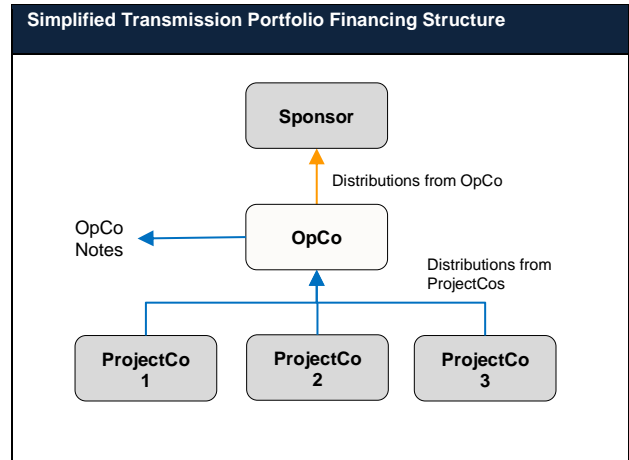 Simplified Transmission Portfolio Financing Structure
Sponsor
Distributions from OpCo
OpCo
Notes
OpCo
Distributions from
ProjectCos
ProjectCo
1
ProjectCo
2
ProjectCo
3